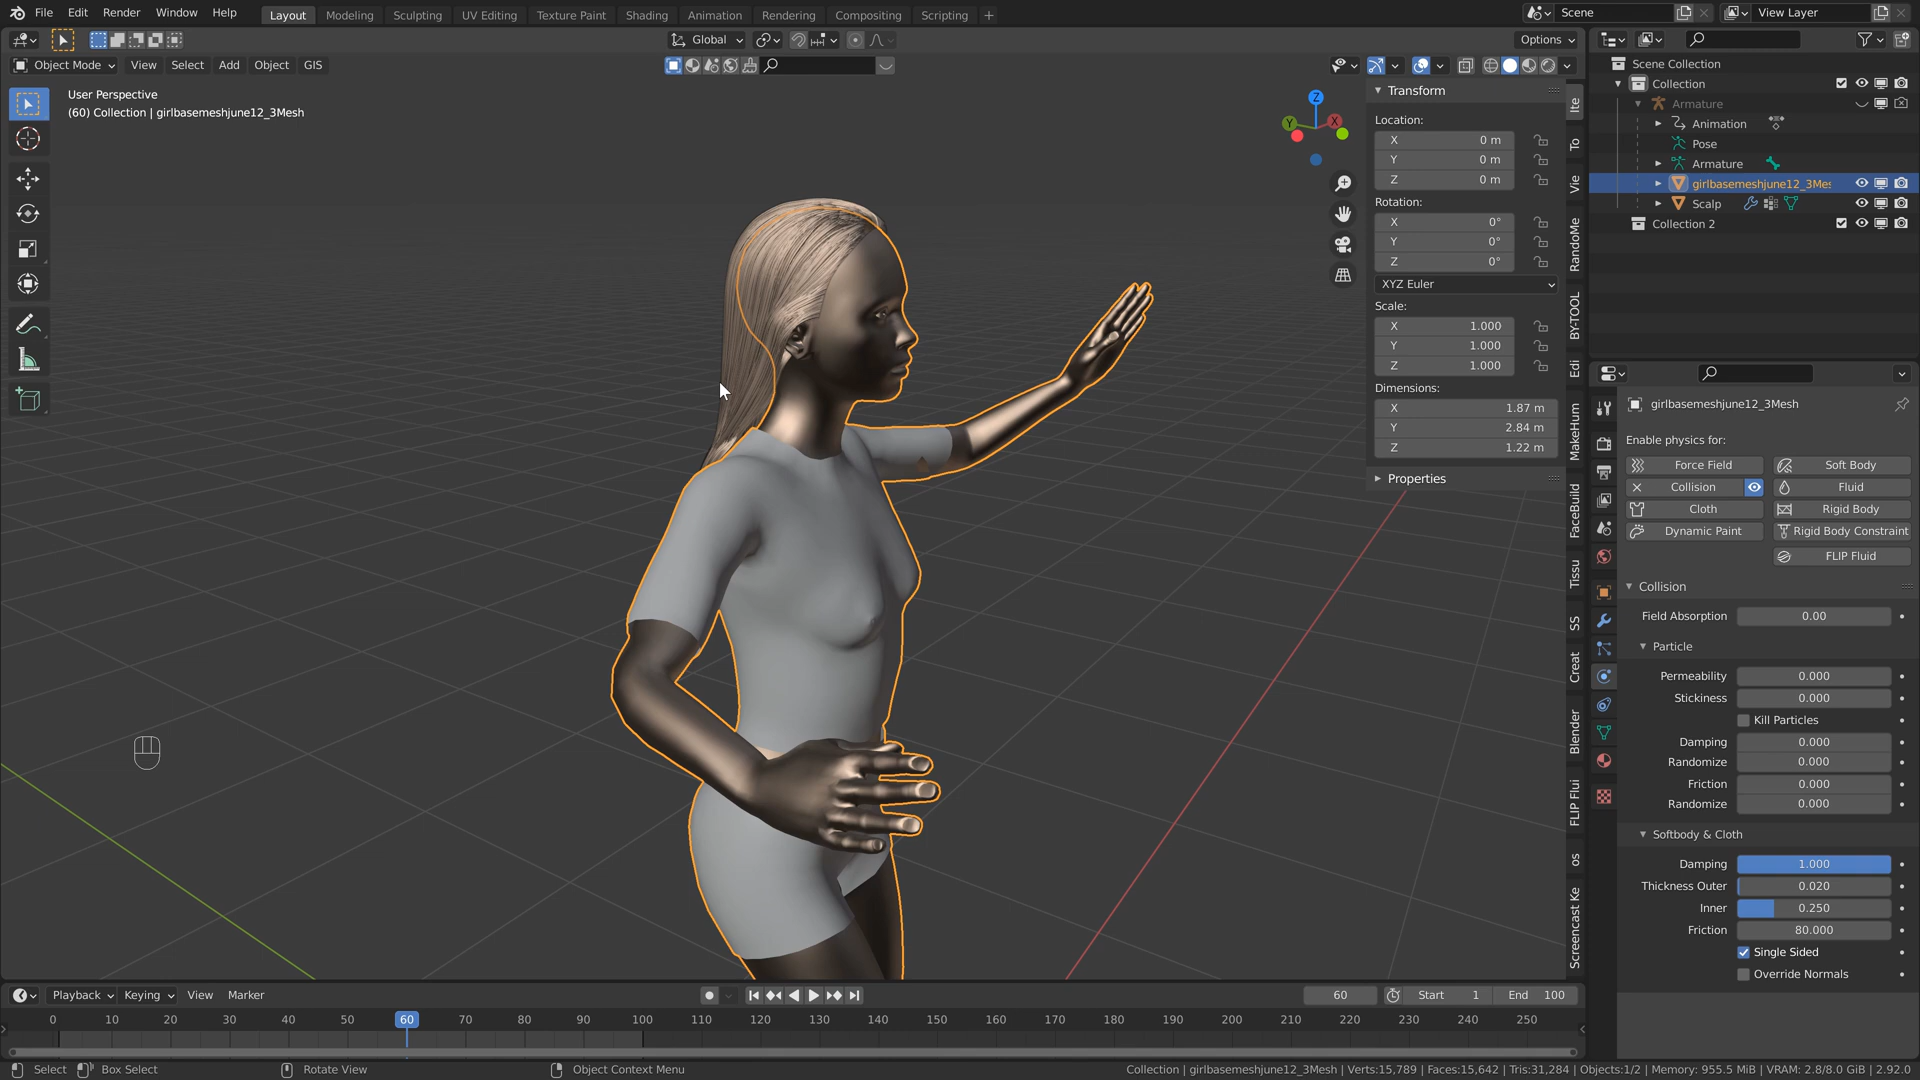 File Edit Render Window Help Layout Modeling Sculpting UV Editing Texture Paint Shading Animation Rendering Compositing Scripting + Scene View Layer
Global Options
Object Mode View Select Add Object GIS
User Perspective
(60) Collection | girlbasemeshjune12_3Mesh
Z
Y
X
Transform
Location:
X 0 m
Y 0 m
Z 0 m
Rotation:
X 0°
Y 0°
Z 0°
XYZ Euler
Scale:
X 1.000
Y 1.000
Z 1.000
Dimensions:
X 1.87 m
Y 2.84 m
Z 1.22 m
Properties
Ite
To
Vie
RandoMe
BY-TOOL
Edi
MakeHum
FaceBuild
Tissu
SS
Creat
Blender
FLIP Flui
os
Screencast Ke
Scene Collection
Collection
Armature
Animation
Pose
Armature
girlbasemeshjune12_3Mes
Scalp
Collection 2
girlbasemeshjune12_3Mesh
Enable physics for:
Force Field Soft Body
Collision Fluid
Cloth Rigid Body
Dynamic Paint Rigid Body Constraint
FLIP Fluid
Collision
Field Absorption 0.00
Particle
Permeability 0.000
Stickiness 0.000
Kill Particles
Damping 0.000
Randomize 0.000
Friction 0.000
Randomize 0.000
Softbody & Cloth
Damping 1.000
Thickness Outer 0.020
Inner 0.250
Friction 80.000
Single Sided
Override Normals
Playback Keying View Marker 60 Start 1 End 100
0 10 20 30 40 50 60 70 80 90 100 110 120 130 140 150 160 170 180 190 200 210 220 230 240 250
Select Box Select Rotate View Object Context Menu Collection | girlbasemeshjune12_3Mesh | Verts:15,789 | Faces:15,642 | Tris:31,284 | Objects:1/2 | Memory: 955.5 MiB | VRAM: 2.8/8.0 GiB | 2.92.0